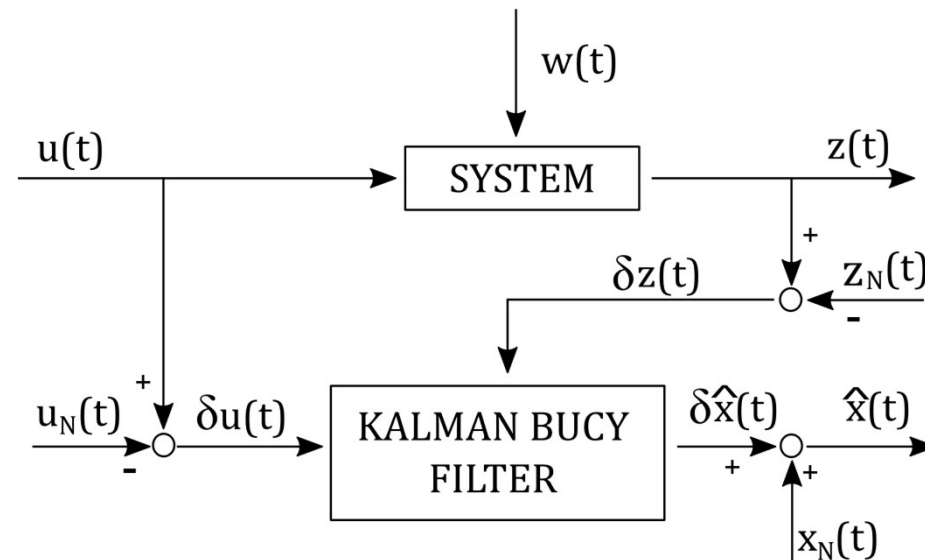 w(t)
u(t)
SYSTEM
z(t)
+
δz(t)
z_N(t)
-
+
u_N(t)
-
δu(t)
KALMAN BUCY
FILTER
δx̂(t)
+
x̂(t)
+
x_N(t)